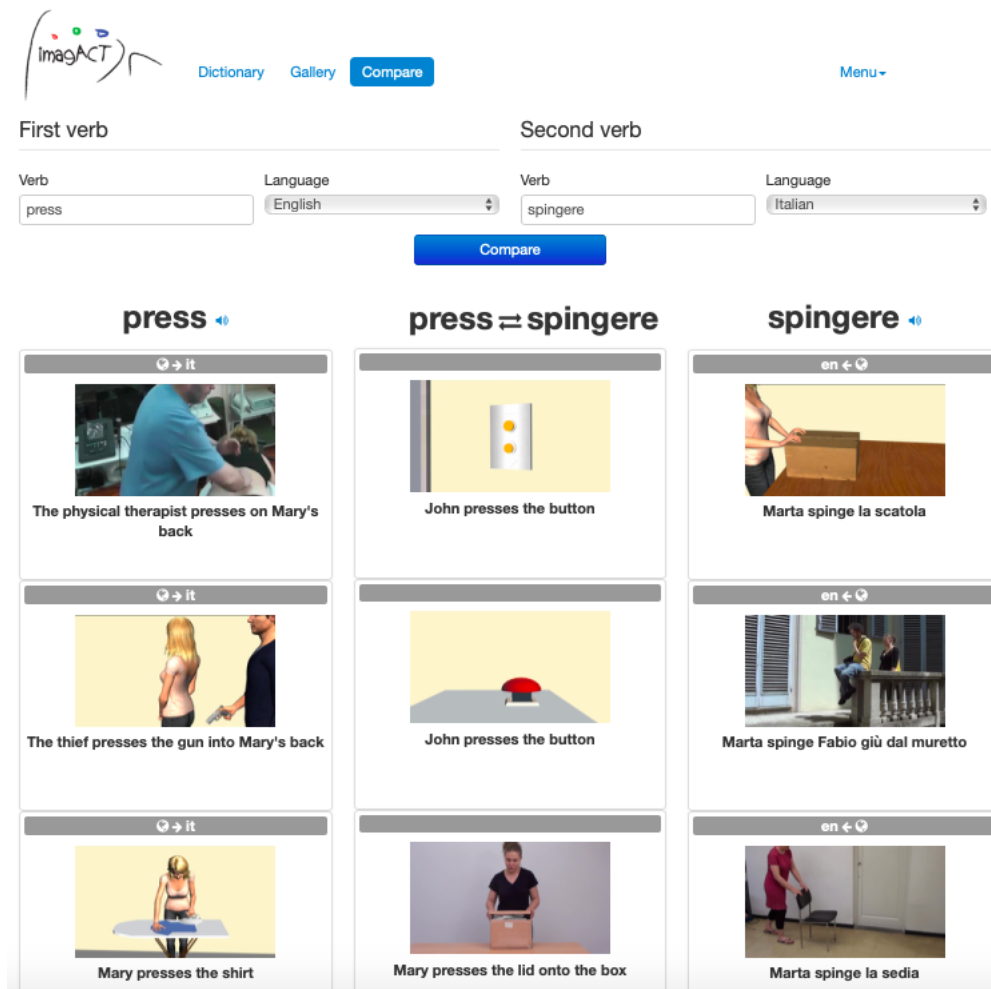 imagACT
Dictionary Gallery Compare Menu
First verb Second verb
Verb Language Verb Language
press English spingere Italian
Compare
press press ⇄ spingere spingere
→ it
The physical therapist presses on Mary's
back
John presses the button
en ←
Marta spinge la scatola
→ it
The thief presses the gun into Mary's back
John presses the button
en ←
Marta spinge Fabio giù dal muretto
→ it
Mary presses the shirt
Mary presses the lid onto the box
en ←
Marta spinge la sedia